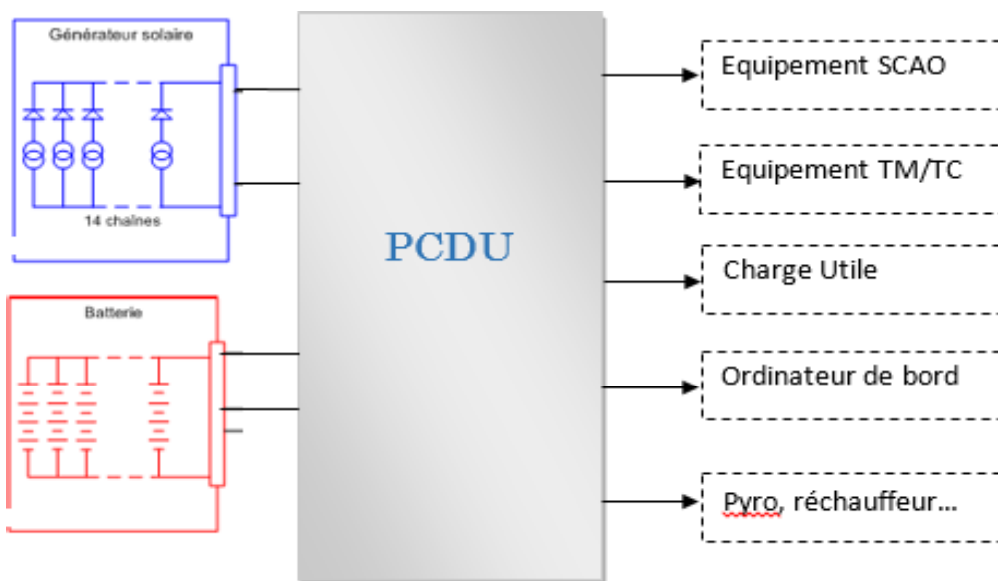 Générateur solaire
14 chaînes
Batterie
PCDU
Equipement SCAO
Equipement TM/TC
Charge Utile
Ordinateur de bord
Pyro, réchauffeur...